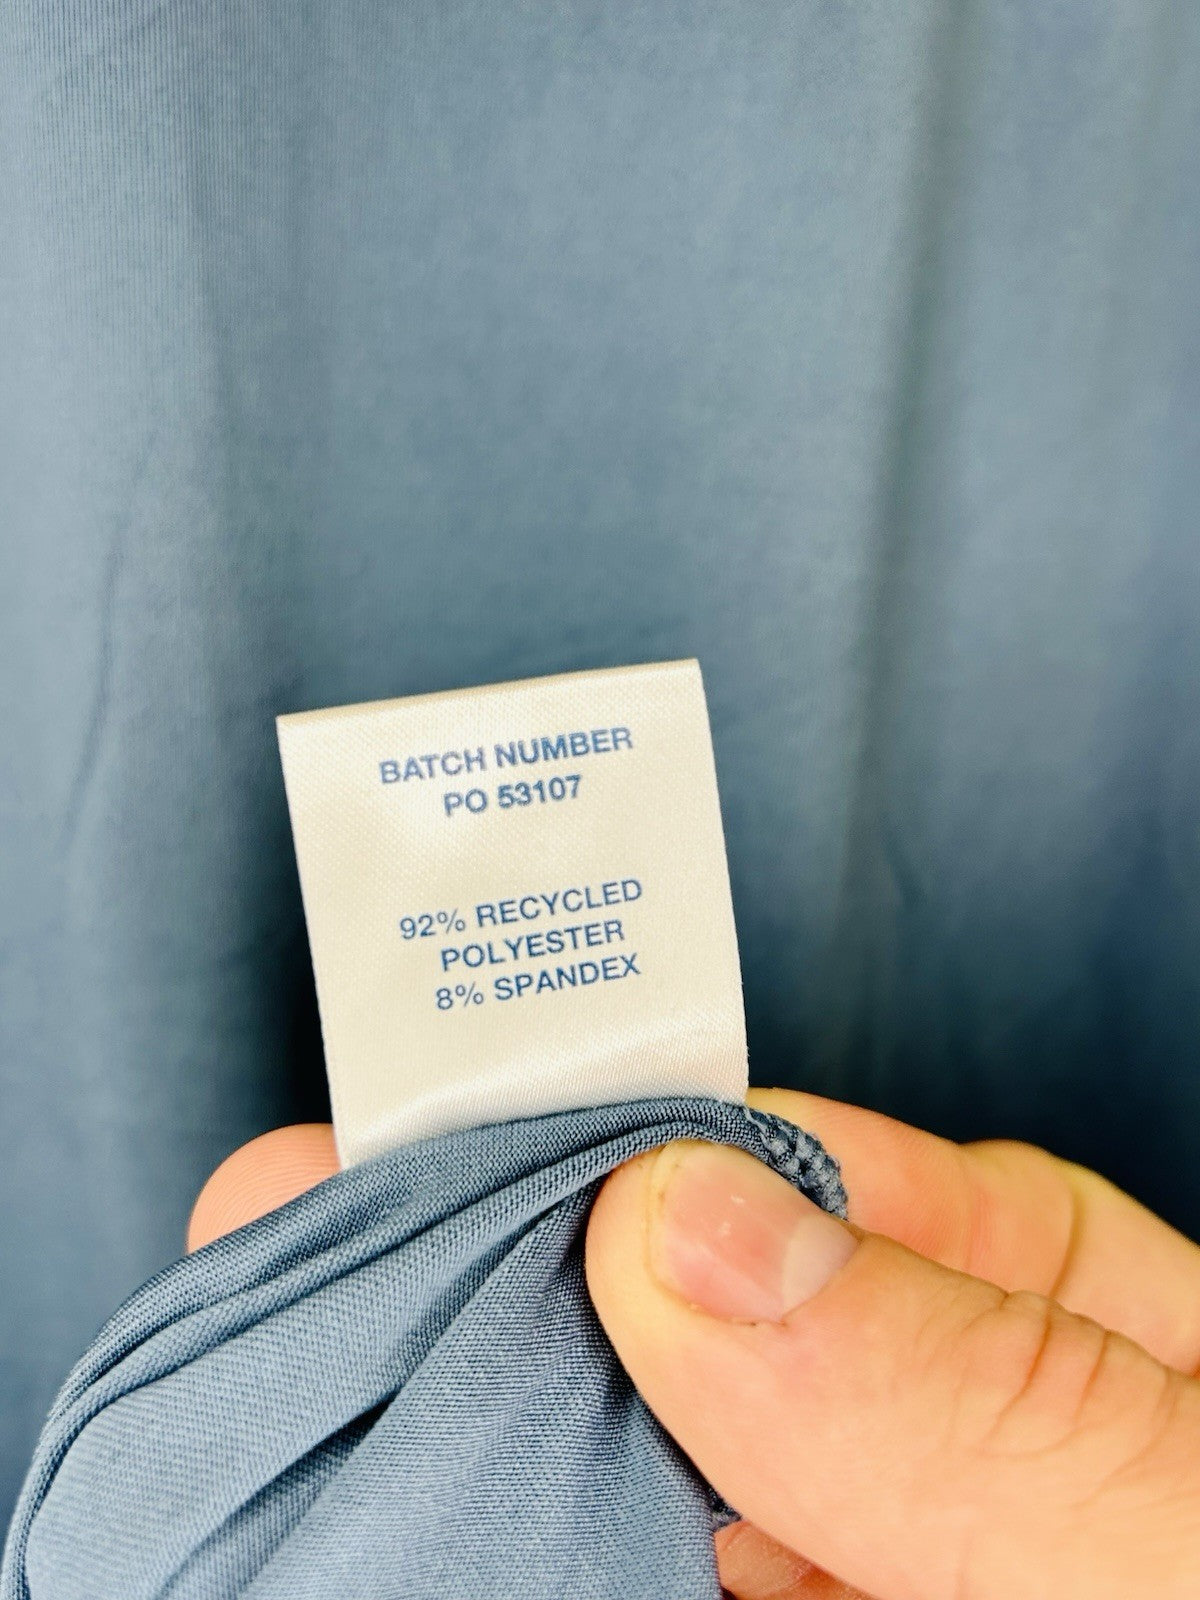 BATCH NUMBER
PO 53107
92% RECYCLED
POLYESTER
8% SPANDEX